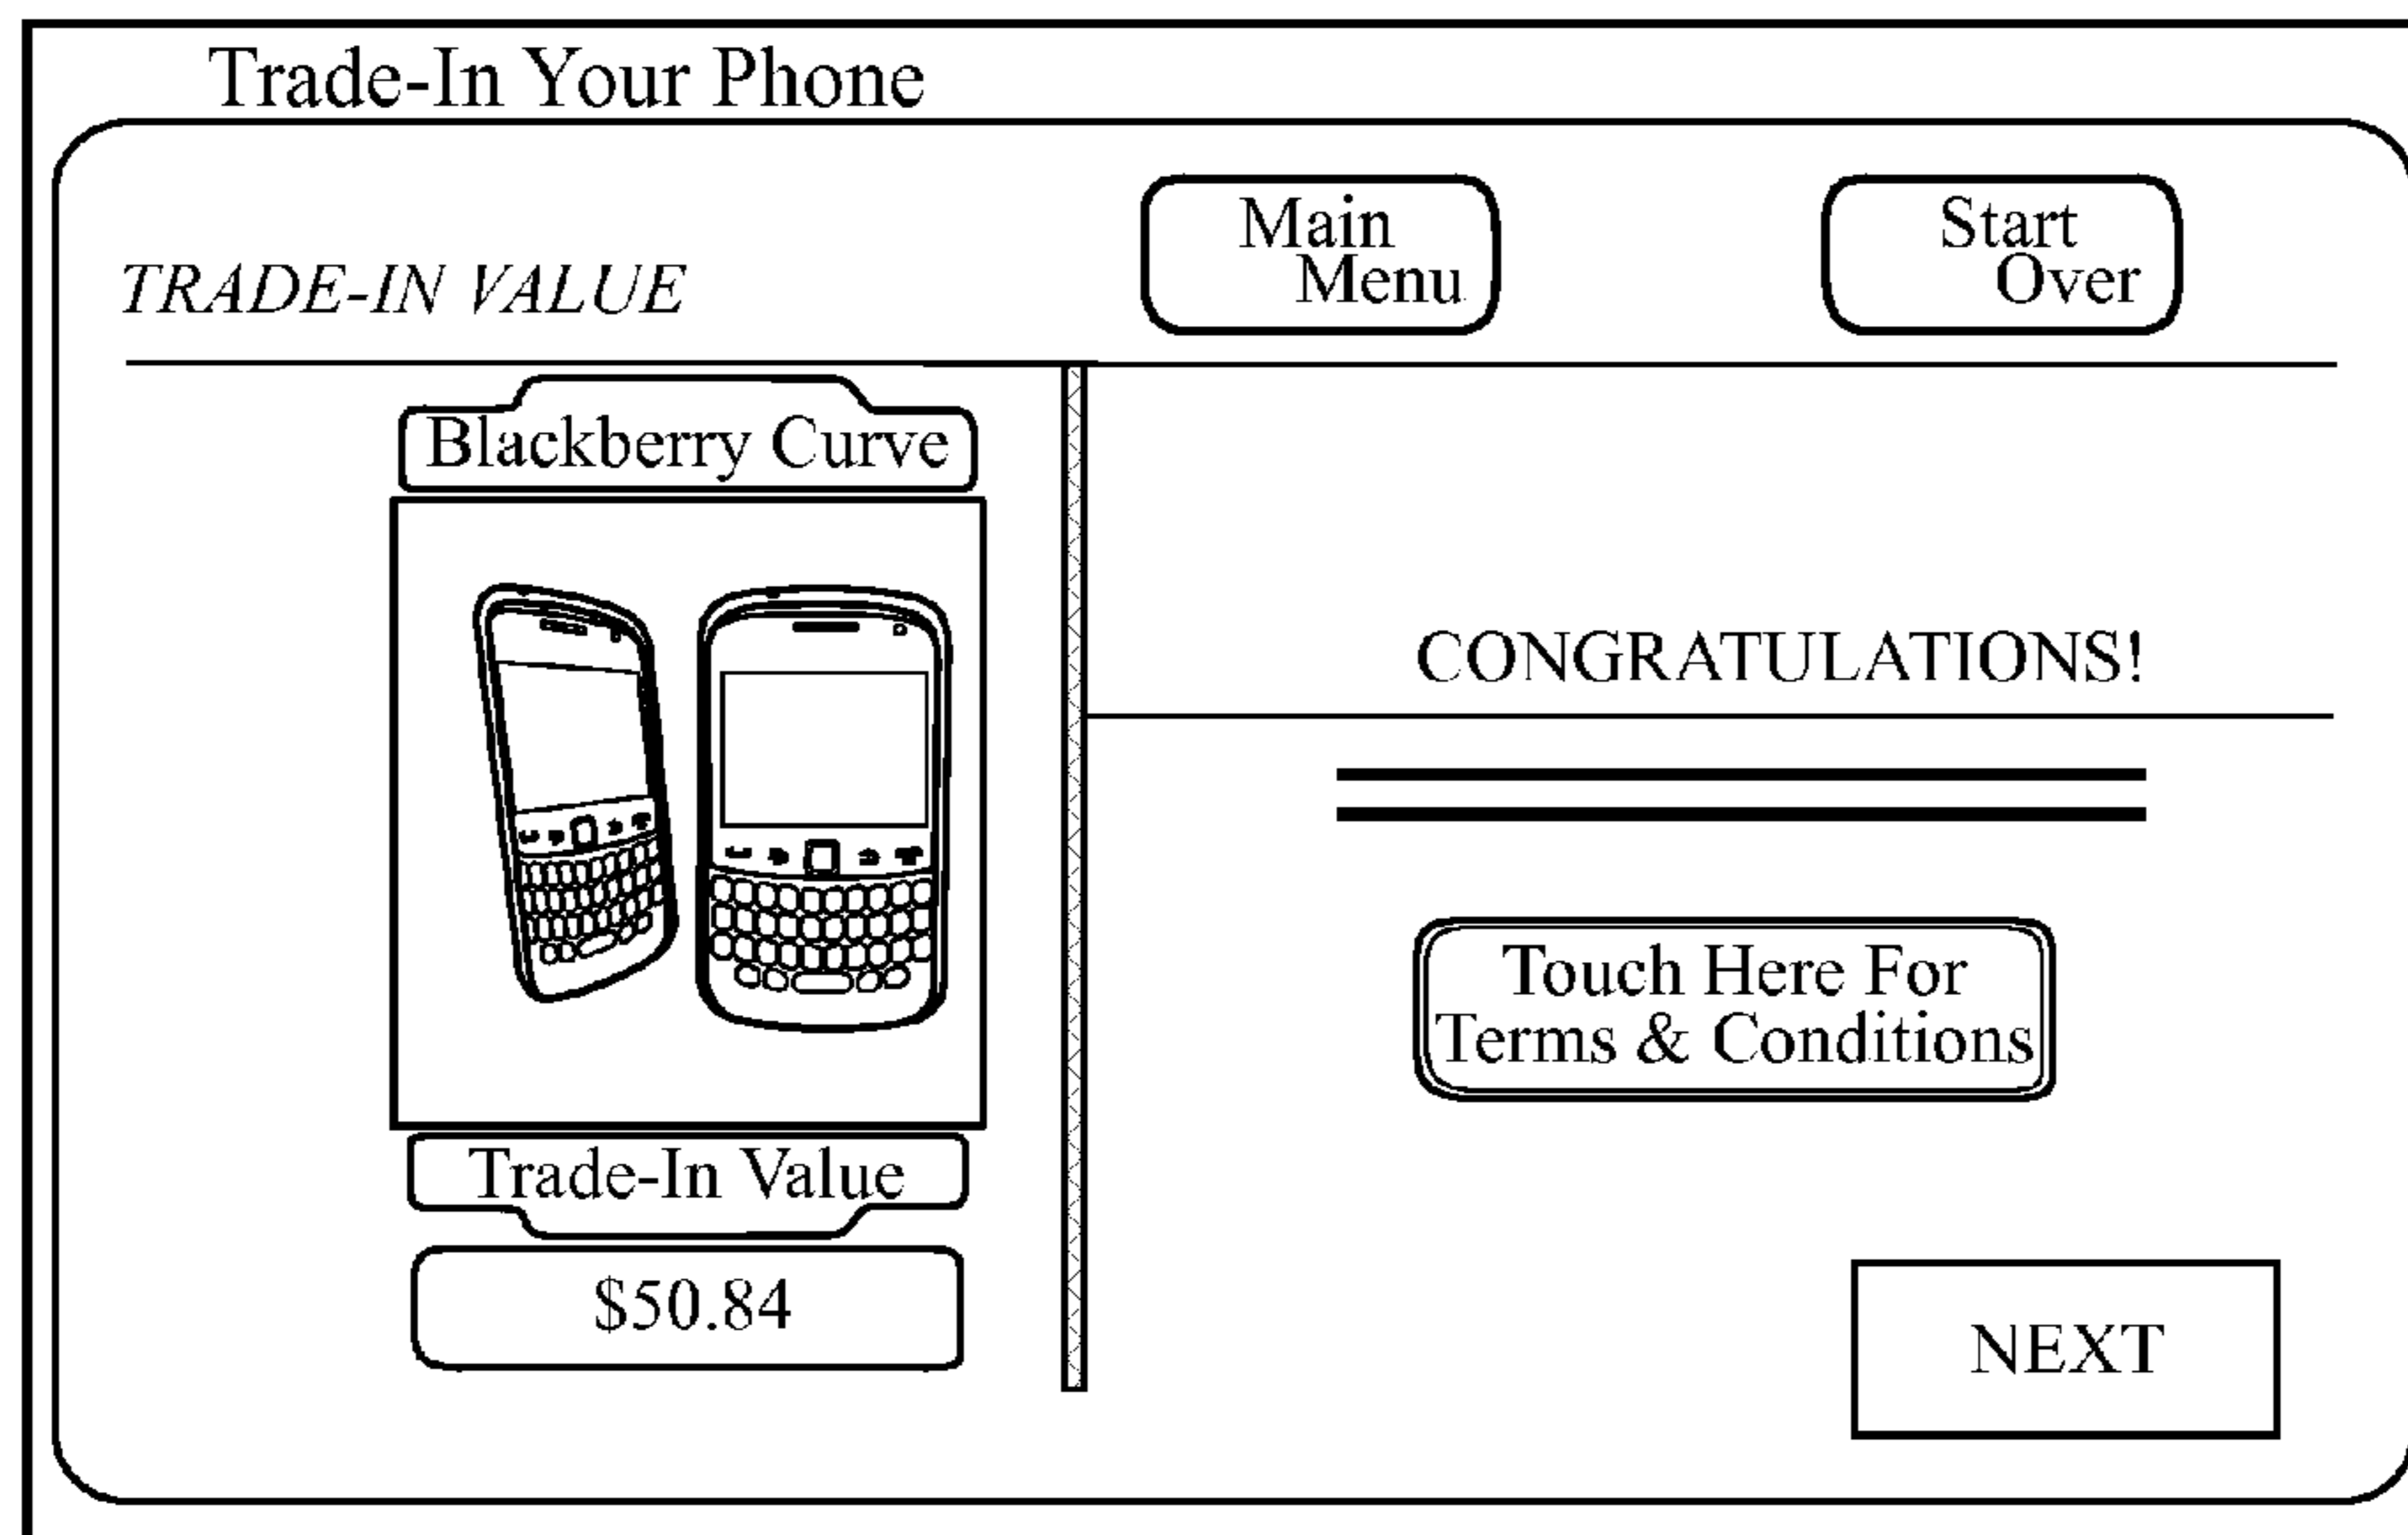 Trade-In Your Phone
Main
Menu
Start
Over
TRADE-IN VALUE
Blackberry Curve
CONGRATULATIONS!
Touch Here For
Terms & Conditions
Trade-In Value
$50.84
NEXT